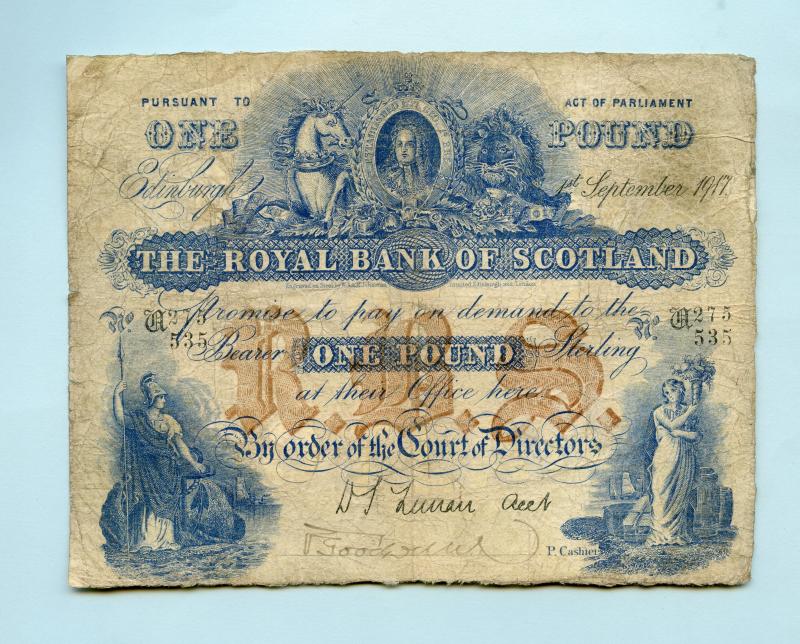 PURSUANT TO ACT OF PARLIAMENT
ONE POUND
Edinburgh 1st September 1917.
THE ROYAL BANK OF SCOTLAND
Promise to pay on demand to the
No U 275 535 No U 275 535
Bearer ONE POUND Sterling
R.B.S.
at their Office here
By order of the Court of Directors
Acct
P. Cashier